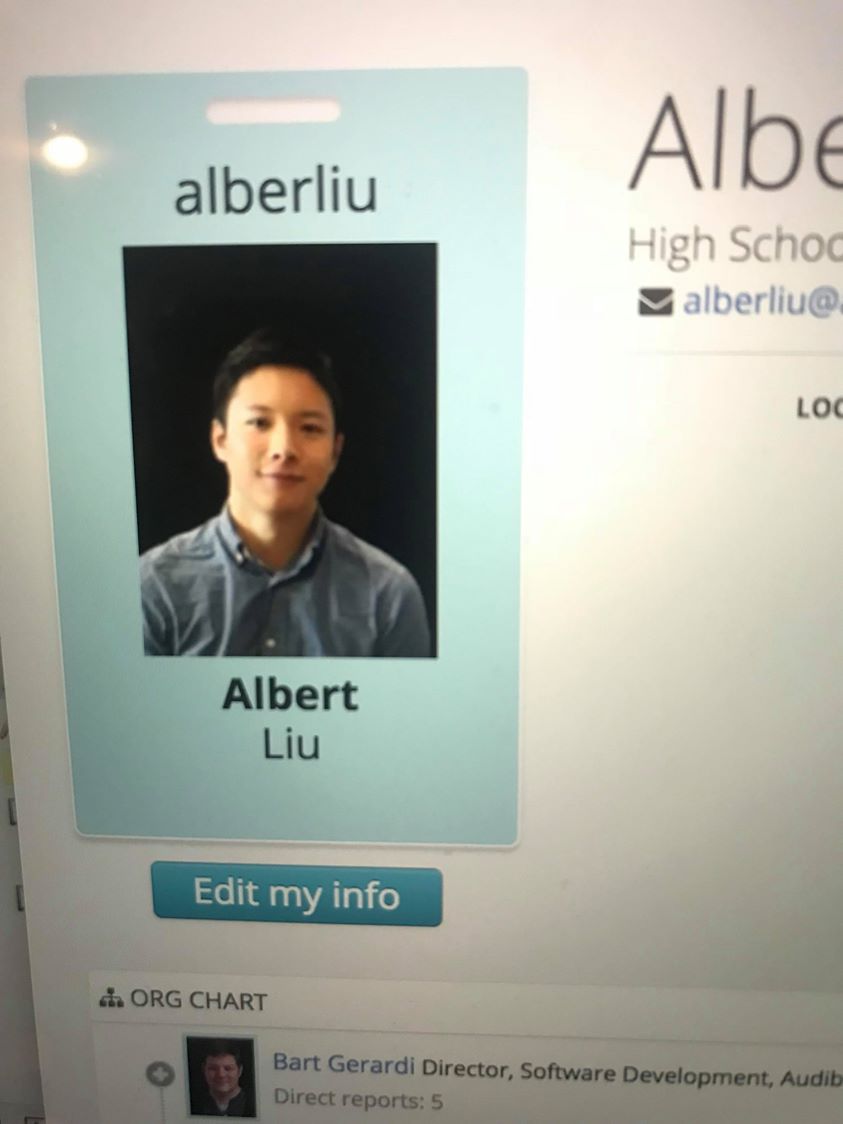 alberliu
Albert
Liu
Edit my info
Albe
High Schoo
alberliu@a
LOC
ORG CHART
Bart Gerardi Director, Software Development, Audib
Direct reports: 5